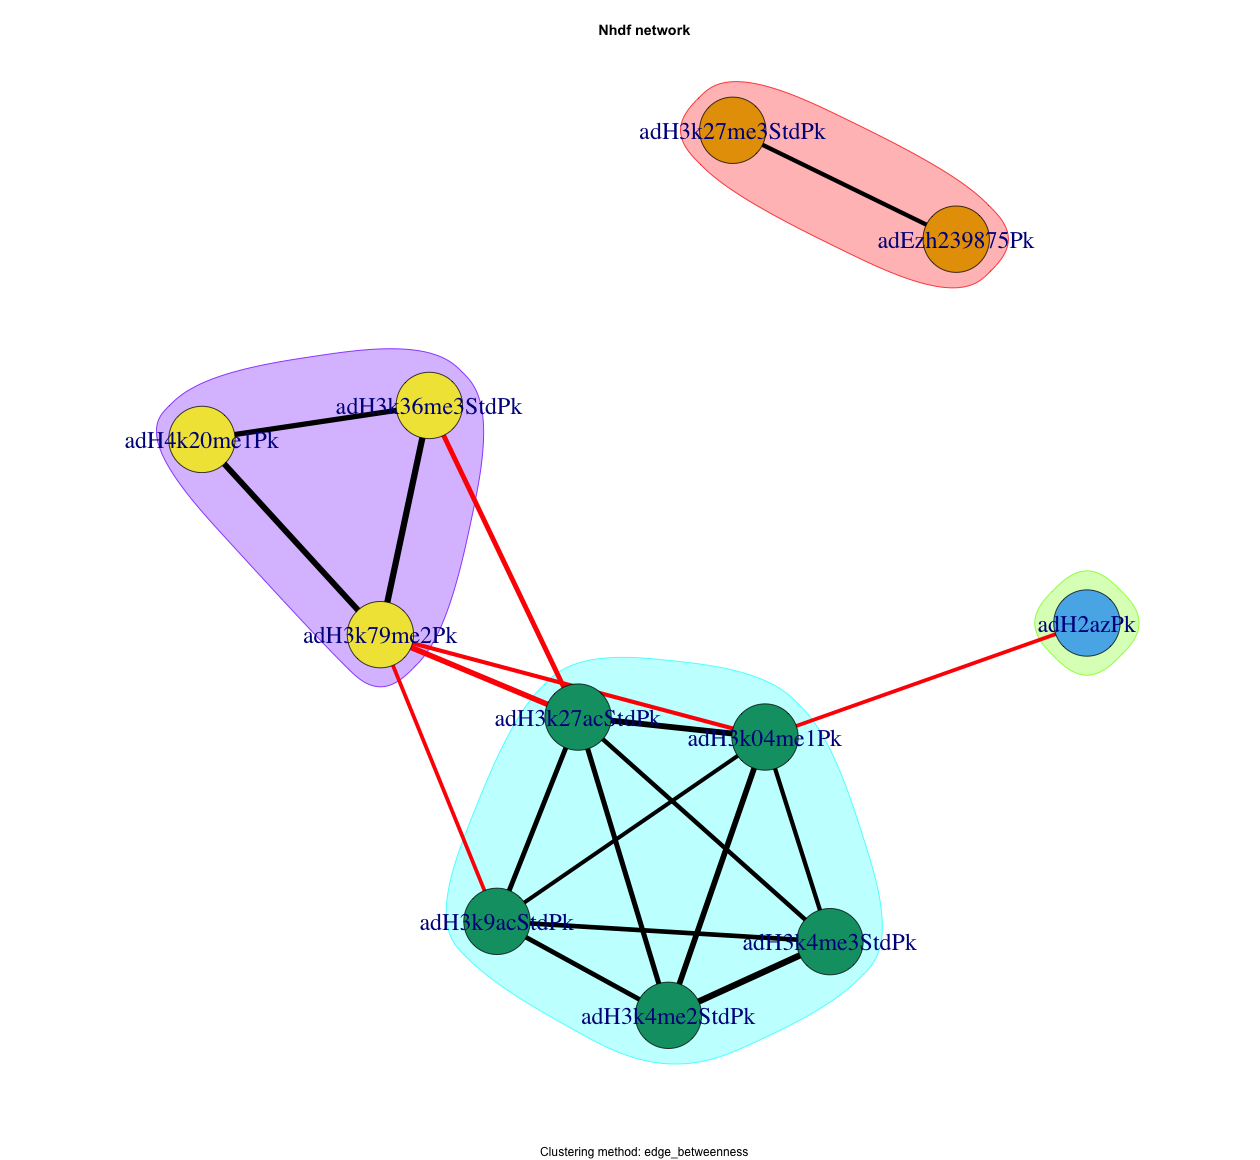 Nhdf network
adH3k27me3StdPk
adEzh239875Pk
adH3k36me3StdPk
adH4k20me1Pk
adH2azPk
adH3k79me2Pk
adH3k27acStdPk
adH3k04me1Pk
adH3k9acStdPk
adH3k4me3StdPk
adH3k4me2StdPk
Clustering method: edge_betweenness